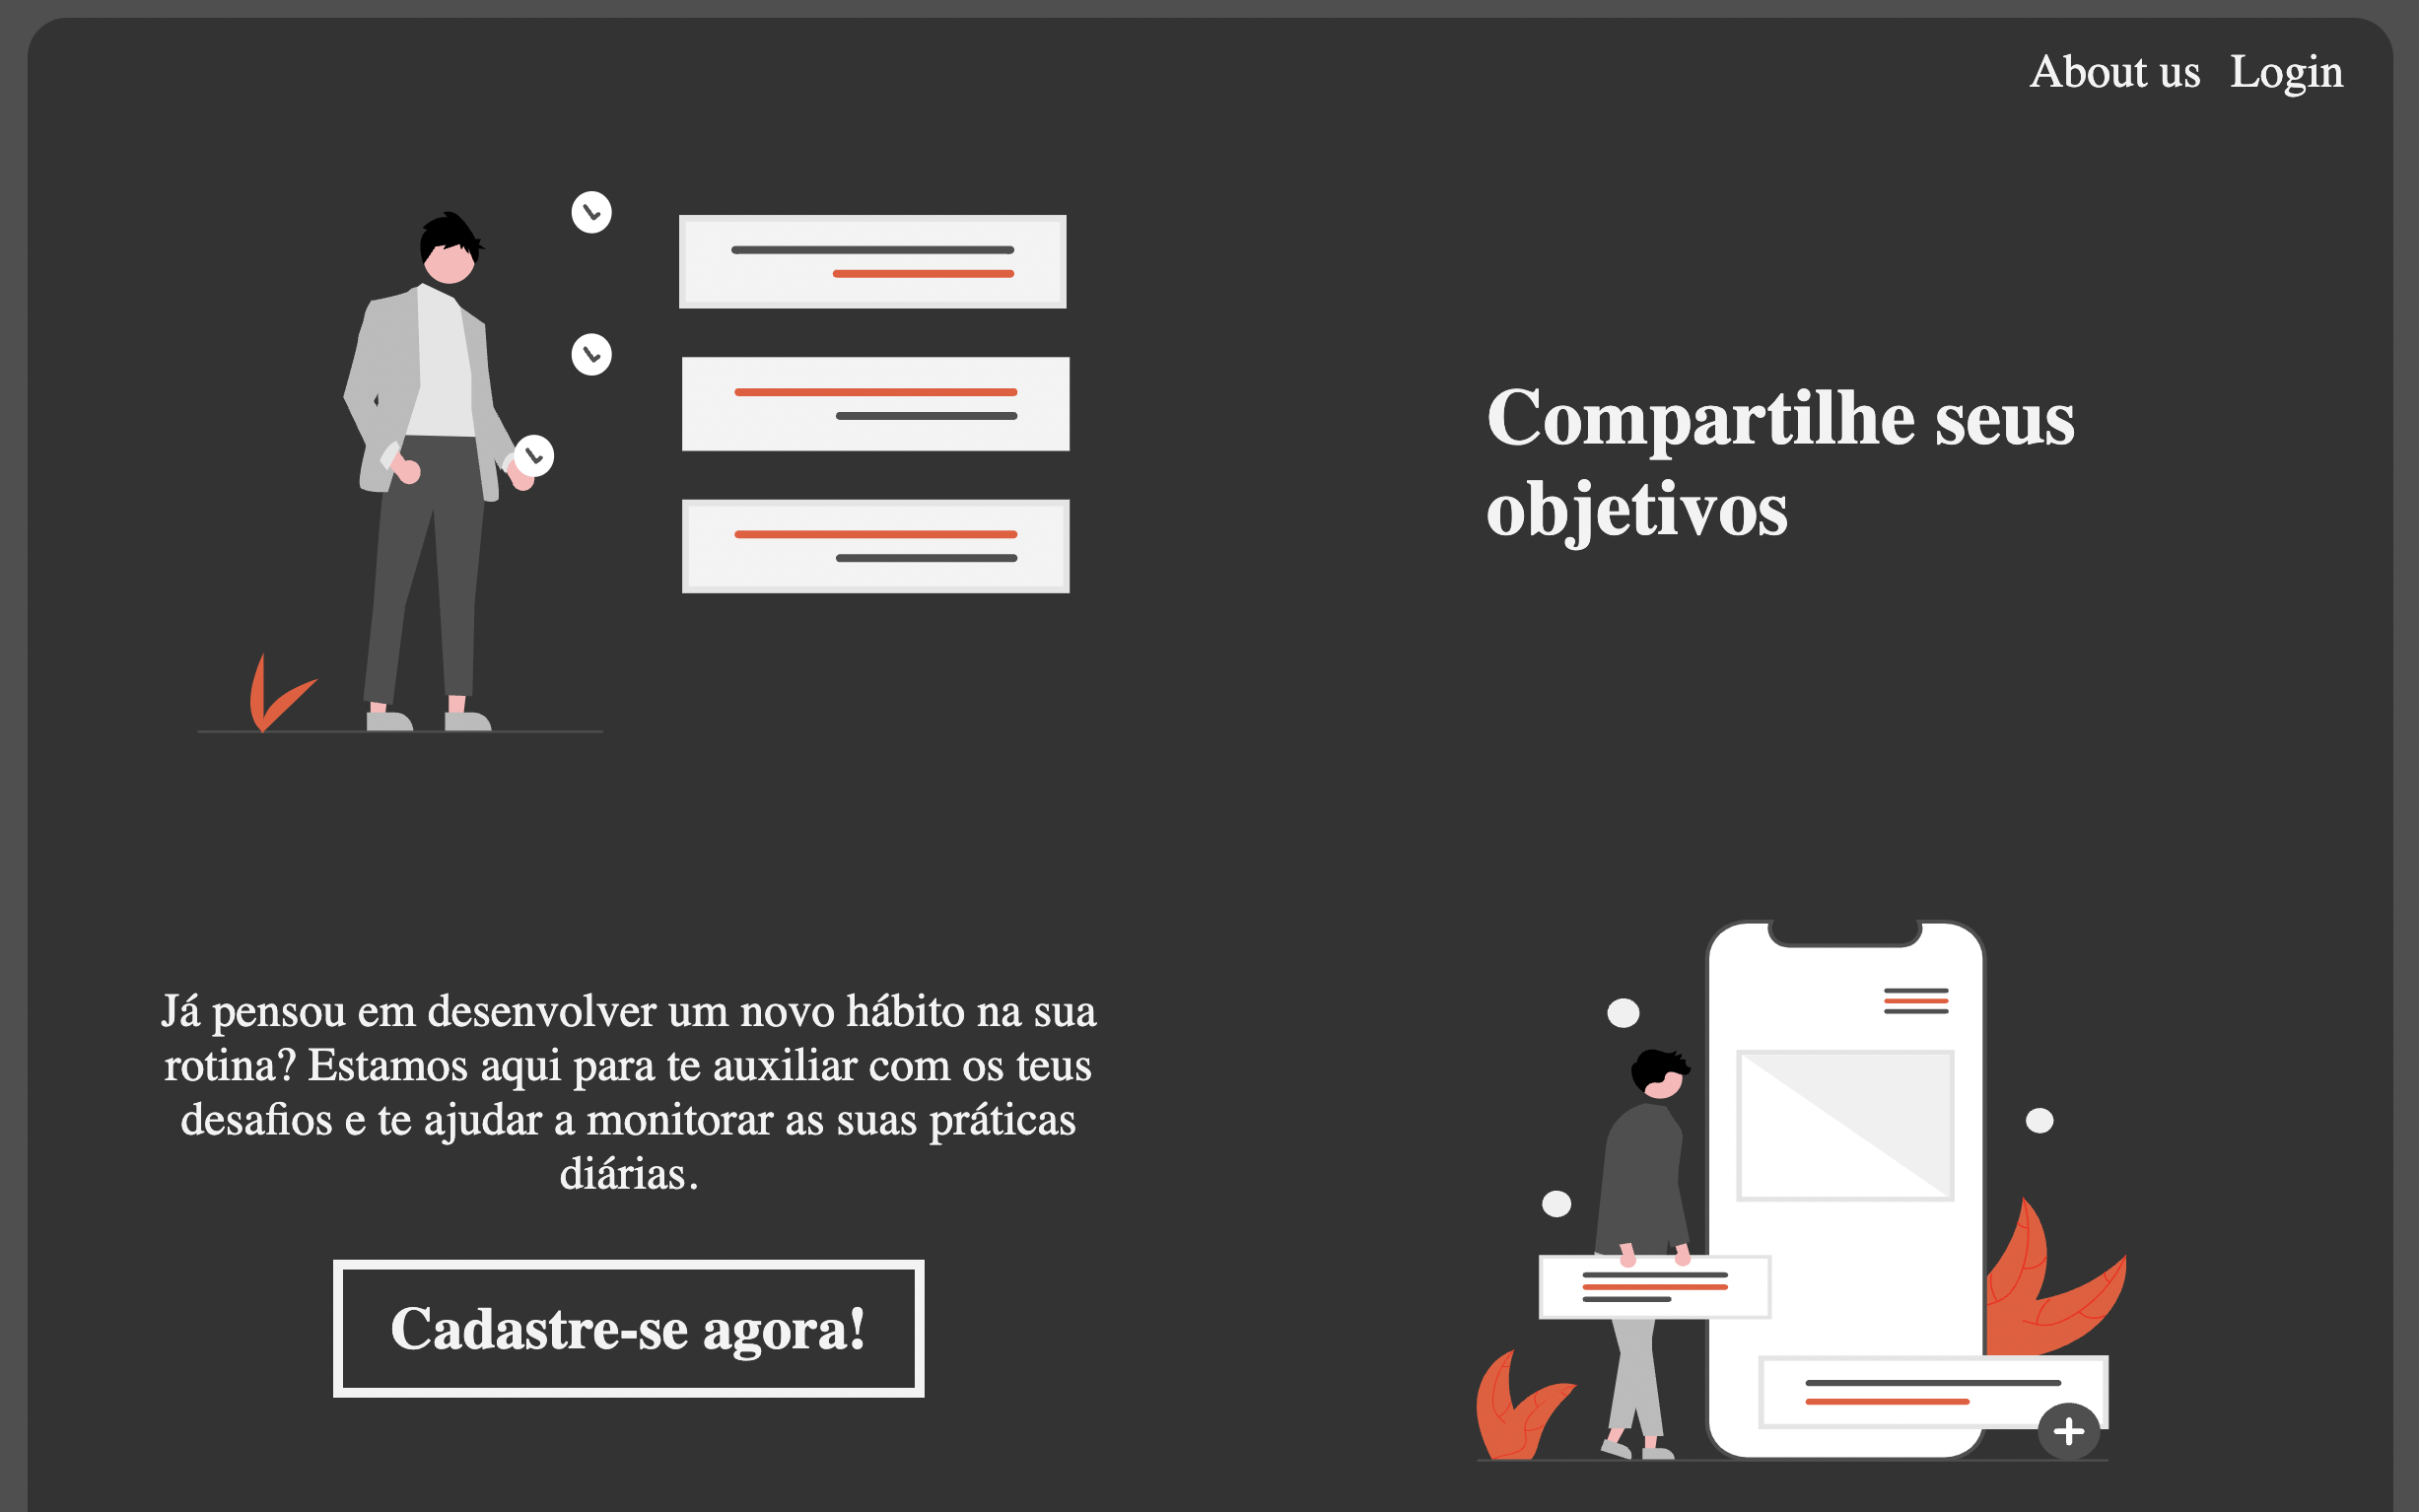 About us Login
Compartilhe seus
objetivos
Já pensou em desenvolver um novo hábito na sua
rotina? Estamos aqui para te auxiliar com os teus
desafios e te ajudar a monitorar as suas práticas
diárias.
Cadastre-se agora!